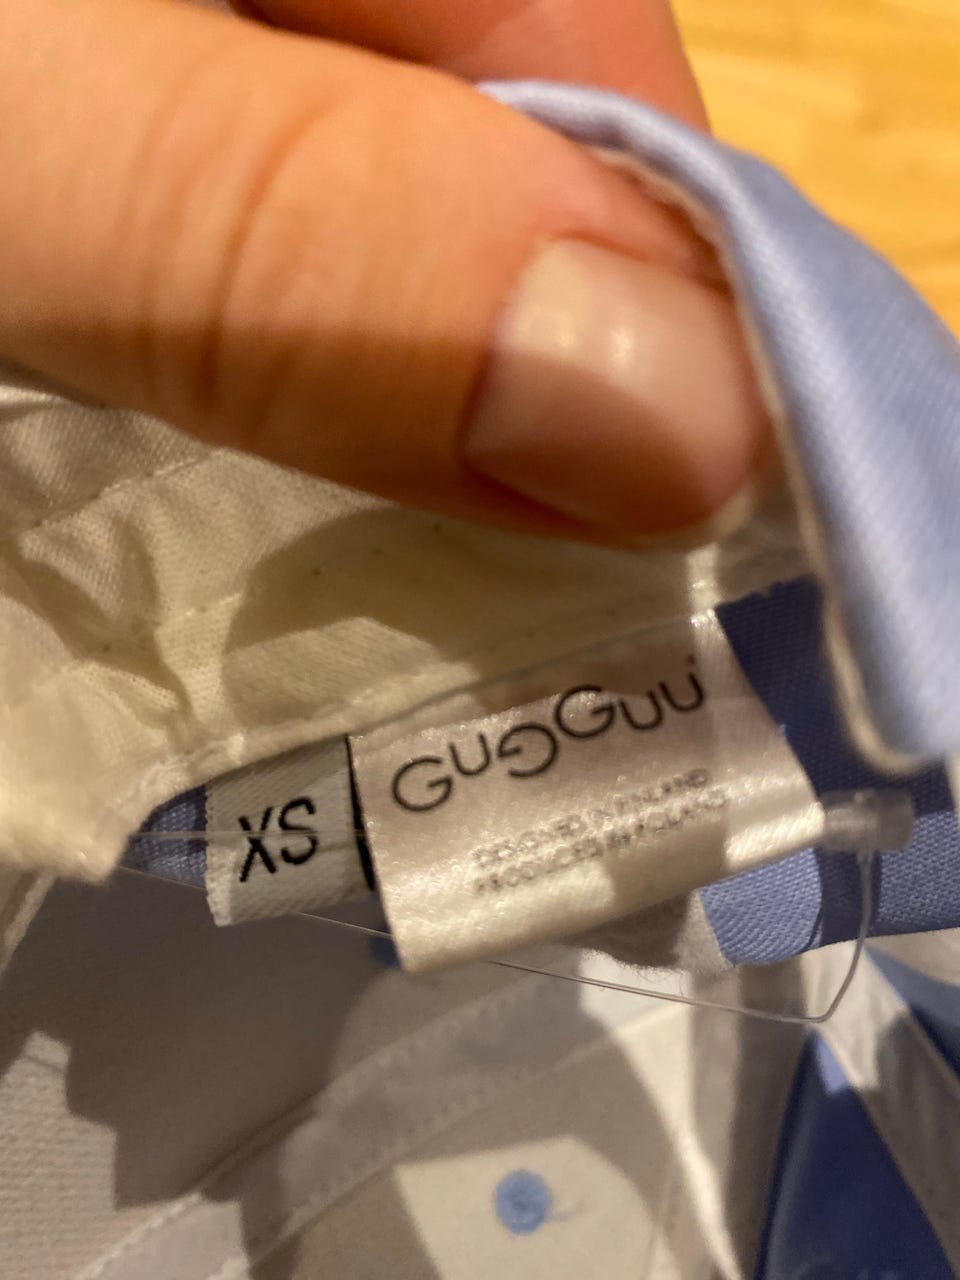 XS
GUGGUU
DESIGNED IN FINLAND
PRODUCED IN POLAND